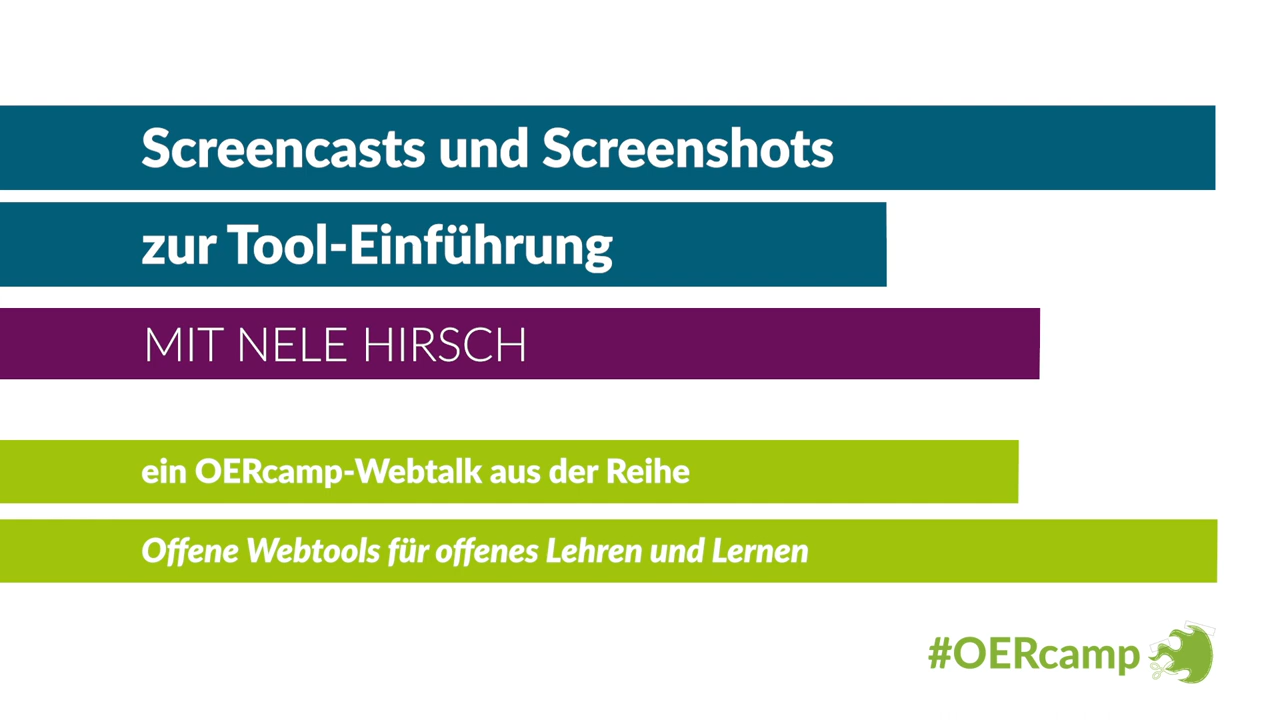 Screencasts und Screenshots
zur Tool-Einführung
MIT NELE HIRSCH
ein OERcamp-Webtalk aus der Reihe
Offene Webtools für offenes Lehren und Lernen
#OERcamp